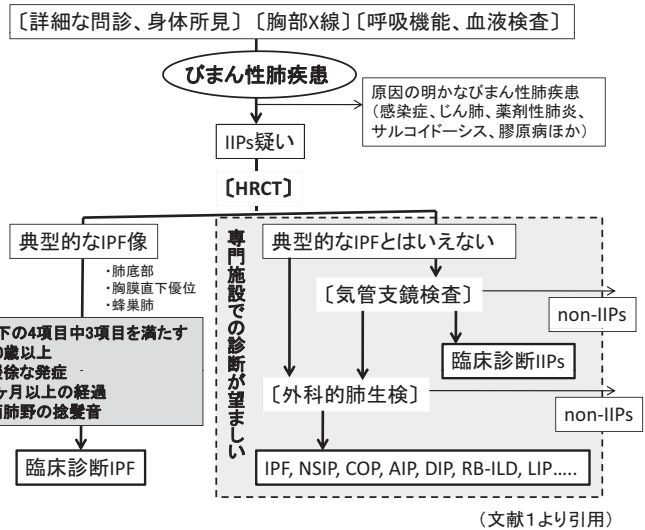 〔詳細な問診、身体所見〕 〔胸部X線〕〔呼吸機能、血液検査〕
びまん性肺疾患
原因の明かなびまん性肺疾患
（感染症、じん肺、薬剤性肺炎、
サルコイドーシス、膠原病ほか）
IIPs疑い
〔HRCT〕
典型的なIPF像
・肺底部
・胸膜直下優位
・蜂巣肺
下の4項目中3項目を満たす
0歳以上
徐な発症
ヶ月以上の経過
肺野の捻髪音
臨床診断IPF
専門施設での診断が望ましい
典型的なIPFとはいえない
〔気管支鏡検査〕
non-IIPs
臨床診断IIPs
〔外科的肺生検〕
non-IIPs
IPF, NSIP, COP, AIP, DIP, RB-ILD, LIP.....
（文献1より引用）